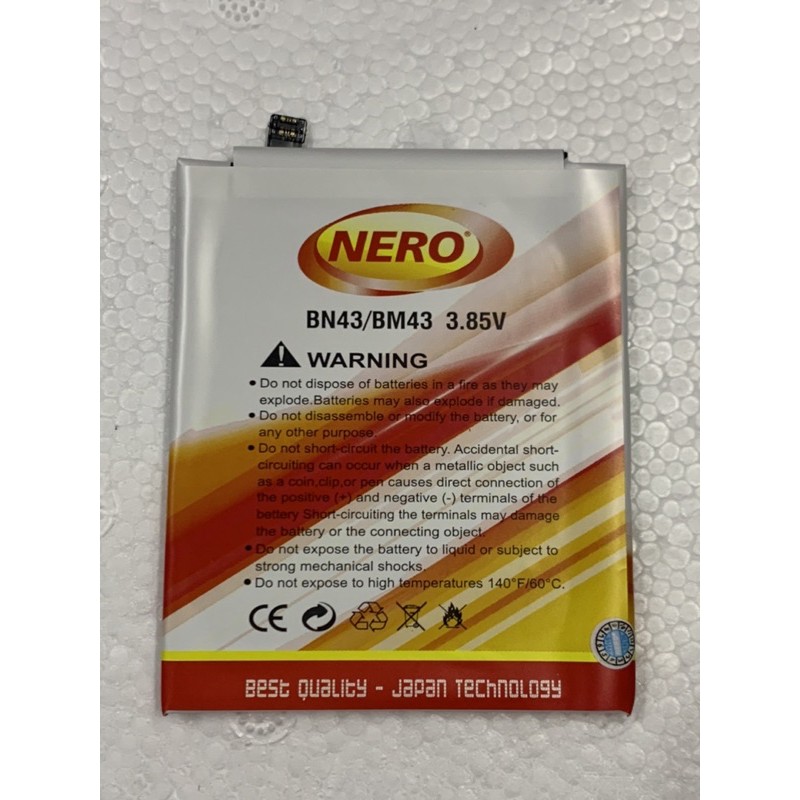 NERO®
BN43/BM43 3.85V
WARNING
• Do not dispose of batteries in a fire as they may
explode.Batteries may also explode if damaged.
• Do not disassemble or modify the battery, or for
any other purpose.
• Do not short-circuit the battery. Accidental short-
circuiting can occur when a metallic object such
as a coin,clip,or pen causes direct connection of
the positive (+) and negative (-) terminals of the
bettery Short-circuiting the terminals may damage
the battery or the connecting object.
• Do not expose the battery to liquid or subject to
strong mechanical shocks.
• Do not expose to high temperatures 140°F/60°C.
CE
Best Quality - Japan Technology